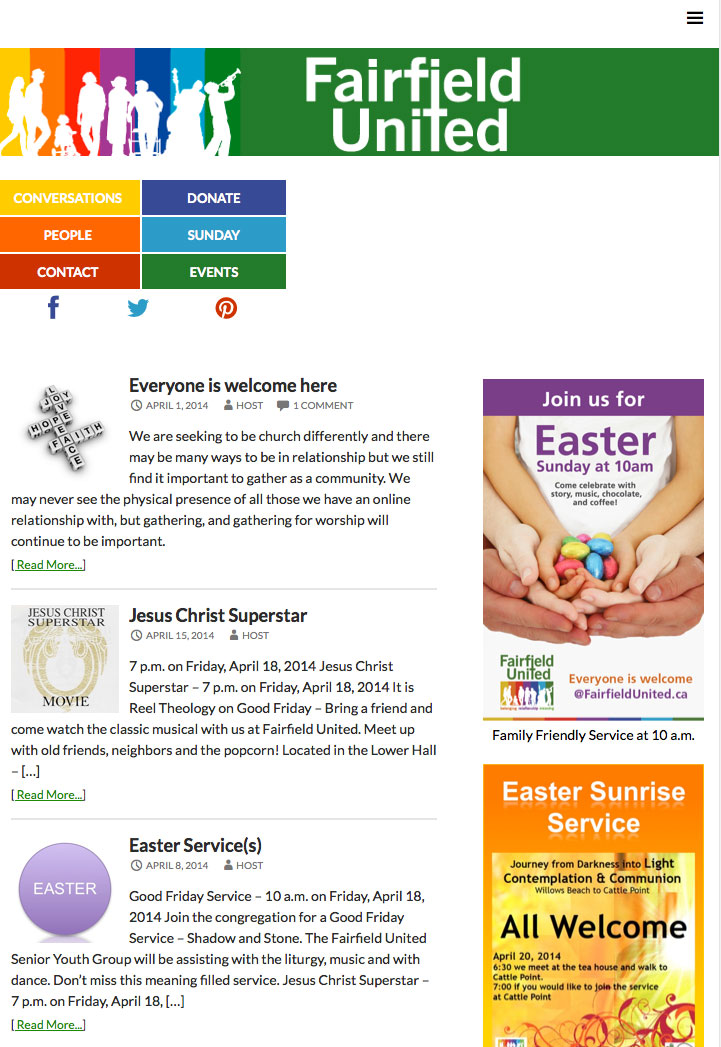 Fairfield
United
CONVERSATIONS
DONATE
PEOPLE
SUNDAY
CONTACT
EVENTS
LOVE
JOY
HOPE
PEACE
FAITH
Everyone is welcome here
APRIL 1, 2014 HOST 1 COMMENT
We are seeking to be church differently and there
may be many ways to be in relationship but we still
find it important to gather as a community. We
may never see the physical presence of all those we have an online
relationship with, but gathering, and gathering for worship will
continue to be important.
[ Read More...]
JESUS CHRIST
SUPERSTAR
MOVIE
Jesus Christ Superstar
APRIL 15, 2014 HOST
7 p.m. on Friday, April 18, 2014 Jesus Christ
Superstar – 7 p.m. on Friday, April 18, 2014 It is
Reel Theology on Good Friday – Bring a friend and
come watch the classic musical with us at Fairfield United. Meet up
with old friends, neighbors and the popcorn! Located in the Lower Hall
– […]
[ Read More...]
EASTER
Easter Service(s)
APRIL 8, 2014 HOST
Good Friday Service – 10 a.m. on Friday, April 18,
2014 Join the congregation for a Good Friday
Service – Shadow and Stone. The Fairfield United
Senior Youth Group will be assisting with the liturgy, music and with
dance. Don’t miss this meaning filled service. Jesus Christ Superstar –
7 p.m. on Friday, April 18, […]
[ Read More...]
Join us for
Easter
Sunday at 10am
Come celebrate with
story, music, chocolate,
and coffee!
Fairfield
United
belonging relationship meaning
Everyone is welcome
@FairfieldUnited.ca
Family Friendly Service at 10 a.m.
Easter Sunrise
Service
Journey from Darkness into Light
Contemplation & Communion
Willows Beach to Cattle Point
All Welcome
April 20, 2014
6:30 we meet at the tea house and walk to
Cattle Point.
7:00 if you would like to join the service
at Cattle Point